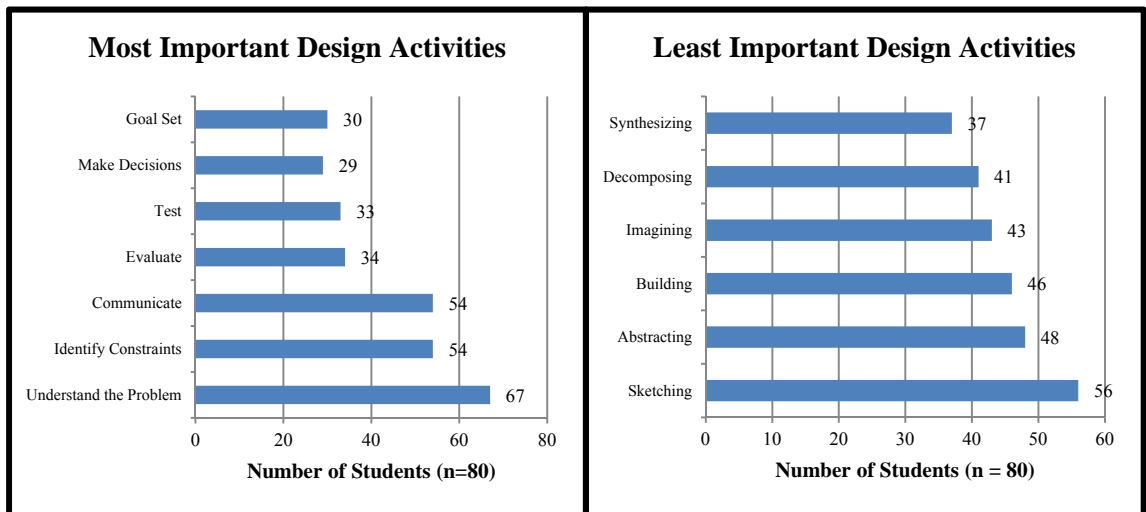 Most Important Design Activities
Goal Set 30
Make Decisions 29
Test 33
Evaluate 34
Communicate 54
Identify Constraints 54
Understand the Problem 67
0 20 40 60 80
Number of Students (n=80)
Least Important Design Activities
Synthesizing 37
Decomposing 41
Imagining 43
Building 46
Abstracting 48
Sketching 56
0 10 20 30 40 50 60
Number of Students (n = 80)